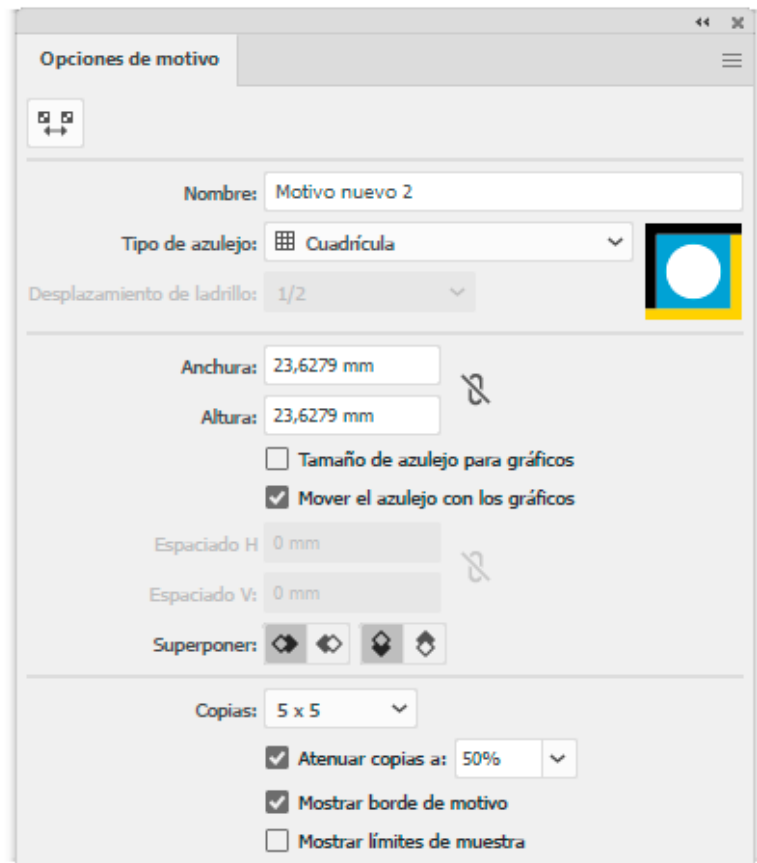 Opciones de motivo
Nombre: Motivo nuevo 2
Tipo de azulejo: Cuadrícula
Desplazamiento de ladrillo: 1/2
Anchura: 23,6279 mm
Altura: 23,6279 mm
Tamaño de azulejo para gráficos
Mover el azulejo con los gráficos
Espaciado H 0 mm
Espaciado V: 0 mm
Superponer:
Copias: 5 x 5
Atenuar copias a: 50%
Mostrar borde de motivo
Mostrar límites de muestra